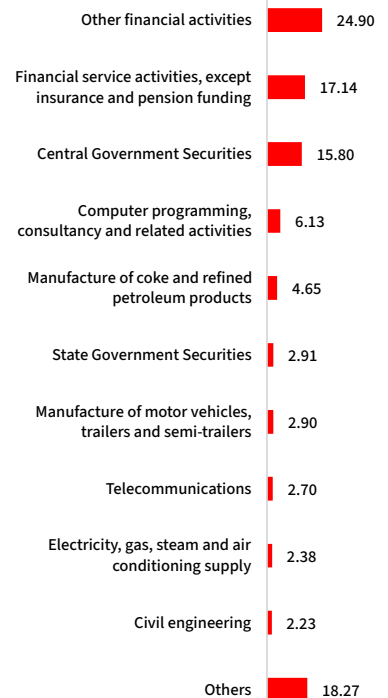 Other financial activities 24.90
Financial service activities, except
insurance and pension funding 17.14
Central Government Securities 15.80
Computer programming,
consultancy and related activities 6.13
Manufacture of coke and refined
petroleum products 4.65
State Government Securities 2.91
Manufacture of motor vehicles,
trailers and semi-trailers 2.90
Telecommunications 2.70
Electricity, gas, steam and air
conditioning supply 2.38
Civil engineering 2.23
Others 18.27